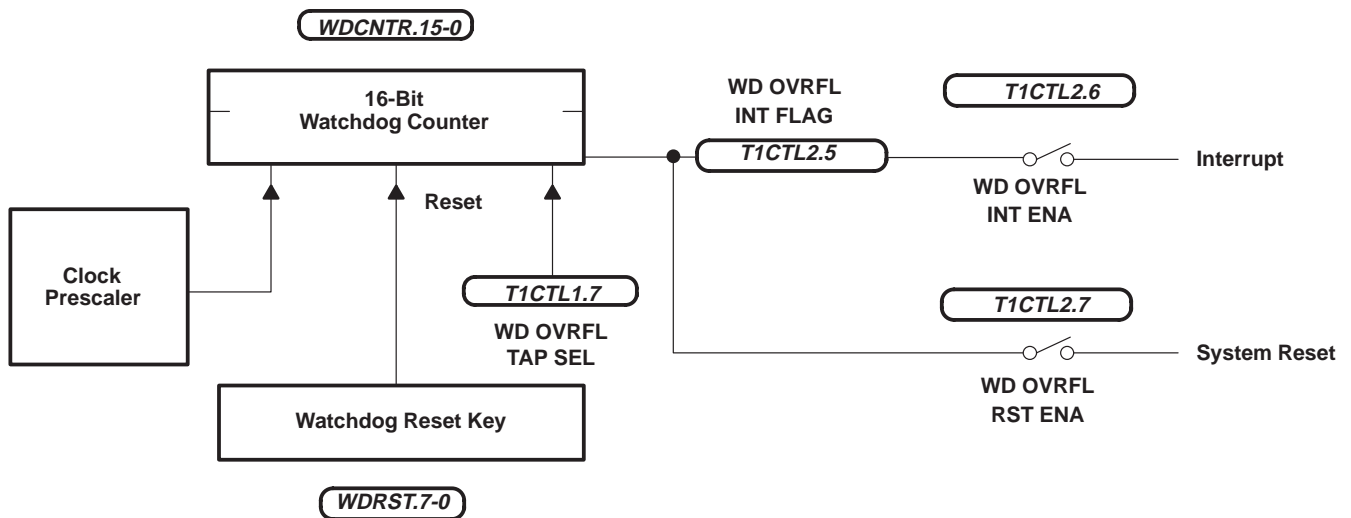 WDCNTR.15-0
16-Bit
Watchdog Counter
WD OVRFL
INT FLAG
T1CTL2.6
T1CTL2.5
Interrupt
WD OVRFL
INT ENA
Reset
Clock
Prescaler
T1CTL1.7
WD OVRFL
TAP SEL
T1CTL2.7
System Reset
WD OVRFL
RST ENA
Watchdog Reset Key
WDRST.7-0